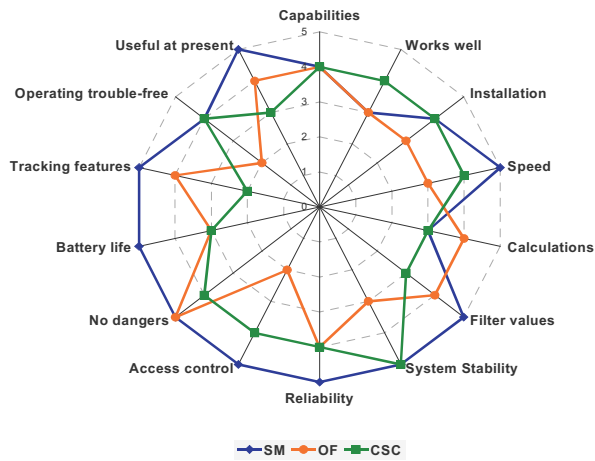 Capabilities
Useful at present
Works well
Operating trouble-free
Installation
Tracking features
Speed
Battery life
Calculations
No dangers
Filter values
Access control
System Stability
Reliability
5
4
3
2
1
0
SM OF CSC